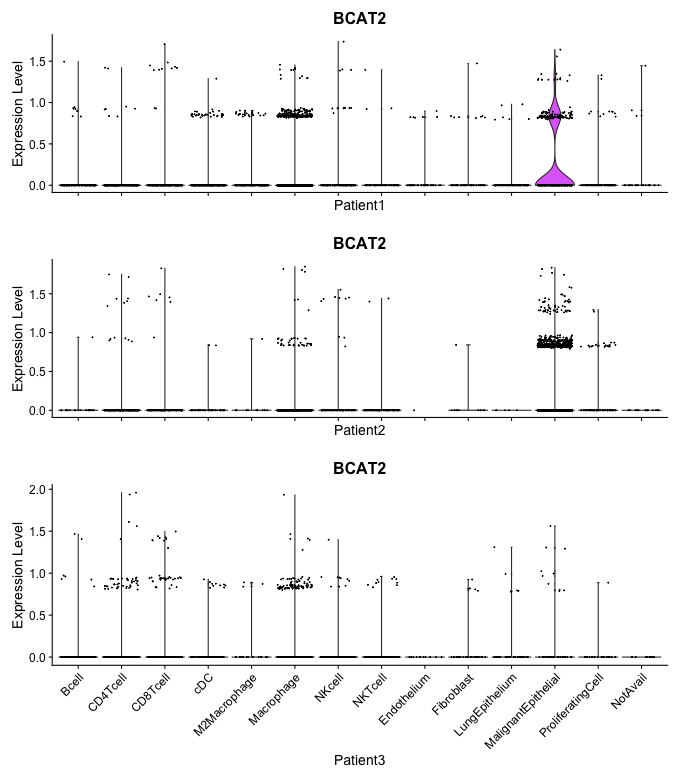 BCAT2
Expression Level
1.5
1.0
0.5
0.0
Patient1
BCAT2
Expression Level
1.5
1.0
0.5
0.0
Patient2
BCAT2
Expression Level
2.0
1.5
1.0
0.5
0.0
Bcell
CD4Tcell
CD8Tcell
cDC
M2Macrophage
Macrophage
NKcell
NKTcell
Endothelium
Fibroblast
LungEpithelium
MalignantEpithelial
ProliferatingCell
NotAvail
Patient3